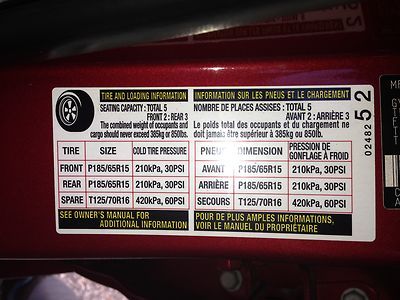 TIRE AND LOADING INFORMATION
SEATING CAPACITY : TOTAL 5
FRONT 2 : REAR 3
The combined weight of occupants and
cargo should never exceed 385kg or 850lb.
TIRE SIZE COLD TIRE PRESSURE
FRONT P185/65R15 210kPa, 30PSI
REAR P185/65R15 210kPa, 30PSI
SPARE T125/70R16 420kPa, 60PSI
SEE OWNER'S MANUAL FOR
ADDITIONAL INFORMATION
INFORMATION SUR LES PNEUS ET LE CHARGEMENT
NOMBRE DE PLACES ASSISES : TOTAL 5
AVANT 2 : ARRIÈRE 3
Le poids total des occupants et du chargement ne
doit jamais être supérieur à 385kg ou 850lb.
PNEU DIMENSION PRESSION DE
GONFLAGE À FROID
AVANT P185/65R15 210kPa, 30PSI
ARRIÈRE P185/65R15 210kPa, 30PSI
SECOURS T125/70R16 420kPa, 60PSI
POUR DE PLUS AMPLES INFORMATIONS,
VOIR LE MANUEL DU PROPRIÉTAIRE
02482 52